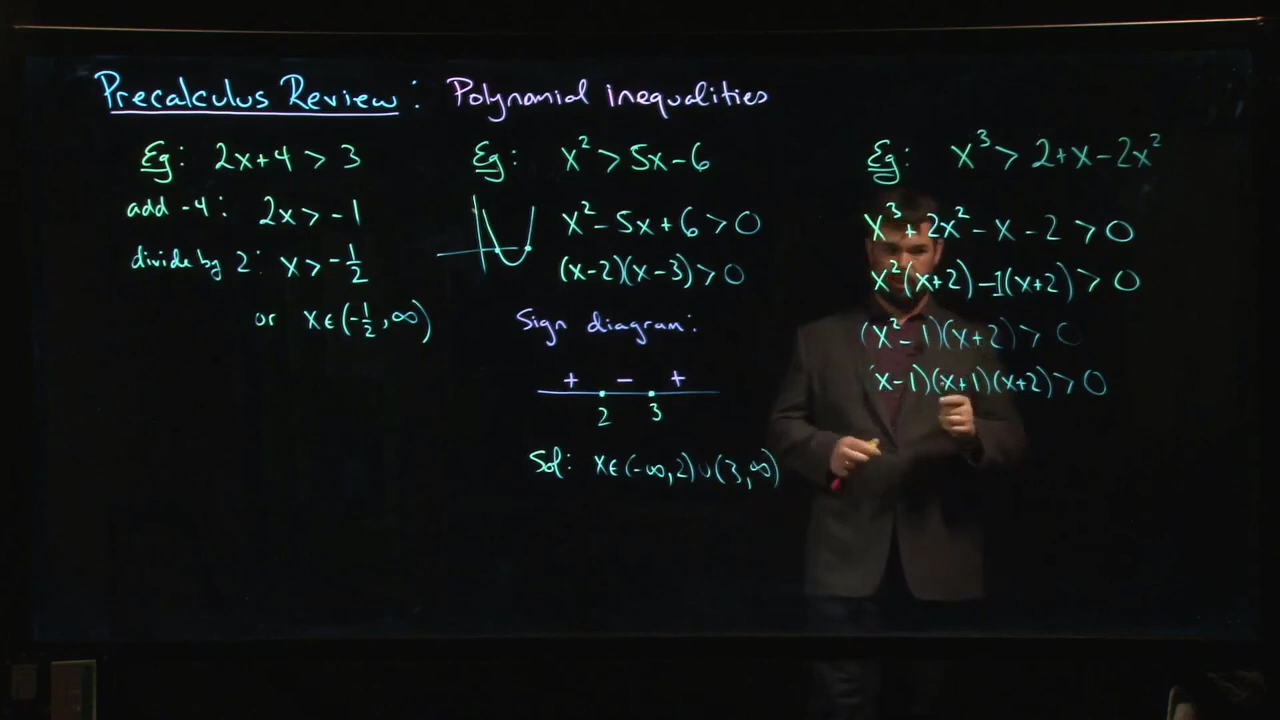 Precalculus Review: Polynomial inequalities
Eg: 2x+4 > 3
add -4: 2x > -1
divide by 2: x > -1/2
or x∈(-1/2, ∞)
Eg: x² > 5x-6
x²-5x+6 > 0
(x-2)(x-3) > 0
Sign diagram:
+ - +
2 3
Sol: x∈(-∞,2)∪(3,∞)
Eg: x³ > 2+x-2x²
x³+2x²-x-2 > 0
x²(x+2)-1(x+2) > 0
(x²-1)(x+2) > 0
(x-1)(x+1)(x+2) > 0